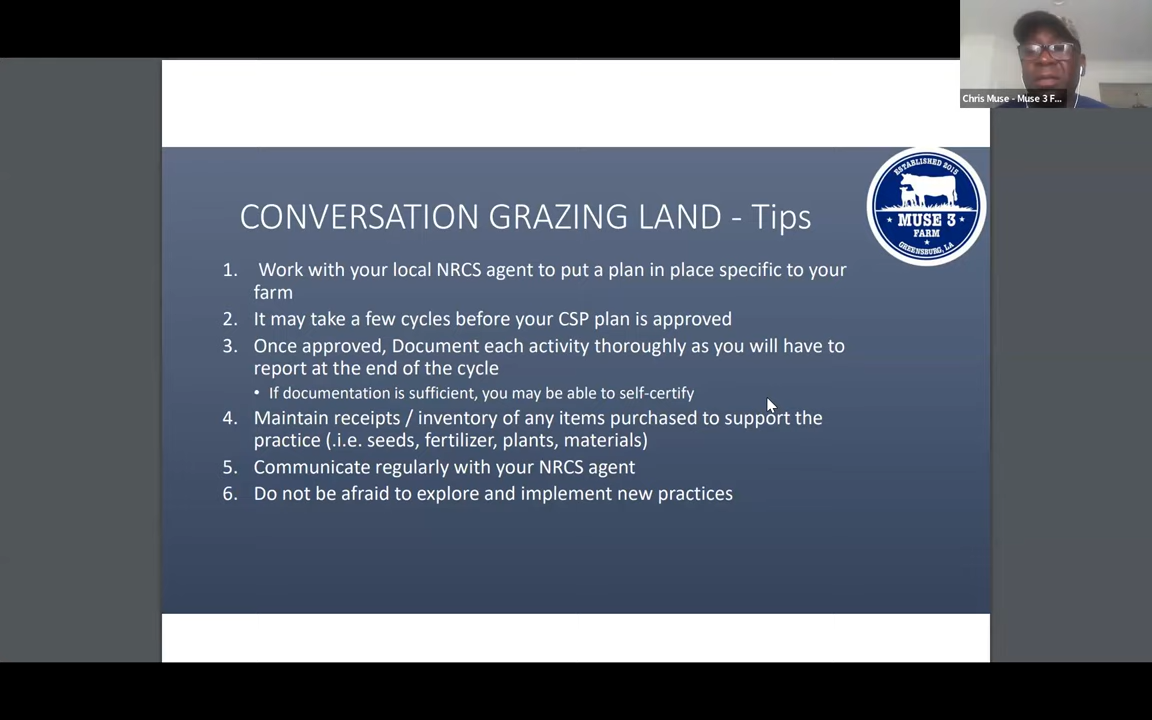 Chris Muse - Muse 3 F...
ESTABLISHED 2015
MUSE 3
FARM
GREENSBURG, LA
CONVERSATION GRAZING LAND - Tips
1. Work with your local NRCS agent to put a plan in place specific to your
farm
2. It may take a few cycles before your CSP plan is approved
3. Once approved, Document each activity thoroughly as you will have to
report at the end of the cycle
• If documentation is sufficient, you may be able to self-certify
4. Maintain receipts / inventory of any items purchased to support the
practice (.i.e. seeds, fertilizer, plants, materials)
5. Communicate regularly with your NRCS agent
6. Do not be afraid to explore and implement new practices